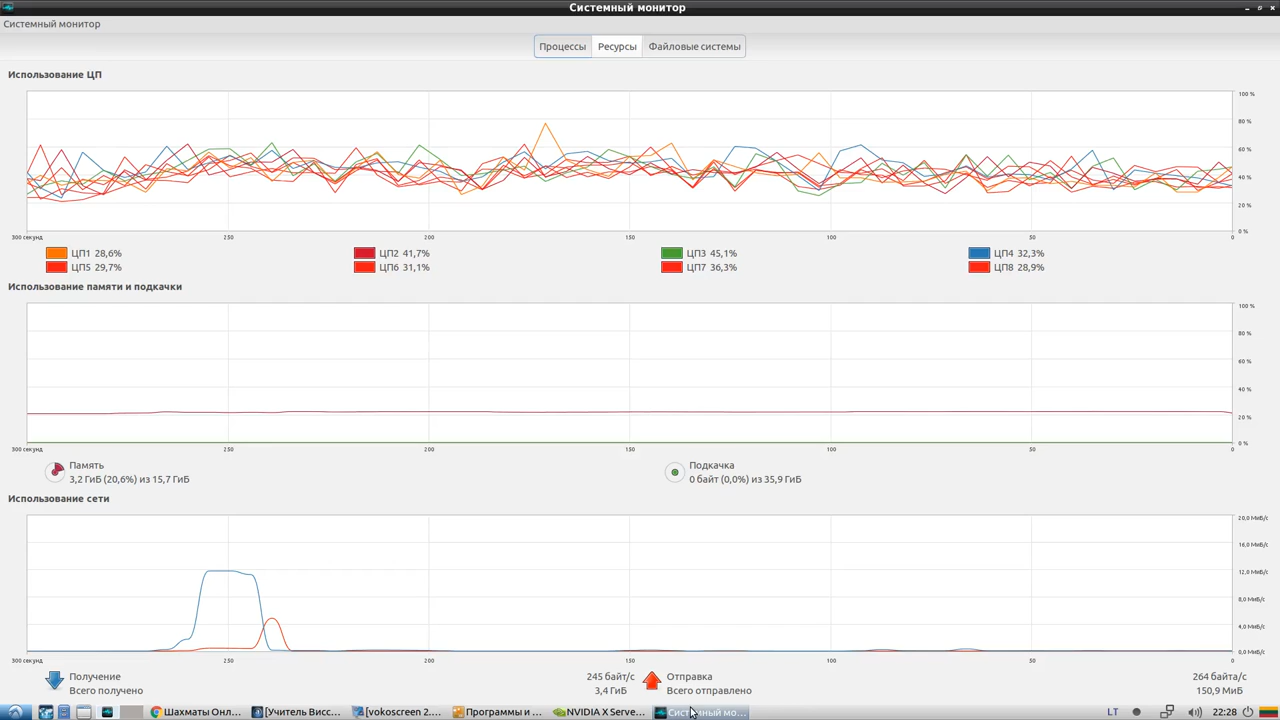 Системный монитор
Системный монитор
Процессы Ресурсы Файловые системы
Использование ЦП
100 %
80 %
60 %
40 %
20 %
0 %
300 секунд 250 200 150 100 50 0
ЦП1 28,6% ЦП2 41,7% ЦП3 45,1% ЦП4 32,3%
ЦП5 29,7% ЦП6 31,1% ЦП7 36,3% ЦП8 28,9%
Использование памяти и подкачки
100 %
80 %
60 %
40 %
20 %
0 %
300 секунд 250 200 150 100 50 0
Память Подкачка
3,2 ГиБ (20,6%) из 15,7 ГиБ 0 байт (0,0%) из 35,9 ГиБ
Использование сети
20,0 МиБ/с
16,0 МиБ/с
12,0 МиБ/с
8,0 МиБ/с
4,0 МиБ/с
0,0 МиБ/с
300 секунд 250 200 150 100 50 0
Получение 245 байт/с Отправка 264 байта/с
Всего получено 3,4 ГиБ Всего отправлено 150,9 МиБ
Шахматы Онл... [Учитель Висс... [vokoscreen 2.... Программы и ... NVIDIA X Serve... Системный мо... LT 22:28